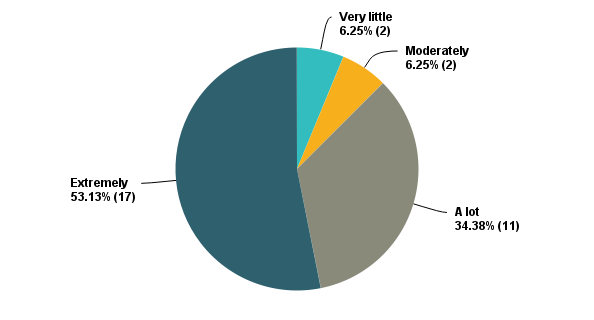 Very little
6.25% (2)
Moderately
6.25% (2)
Extremely
53.13% (17)
A lot
34.38% (11)